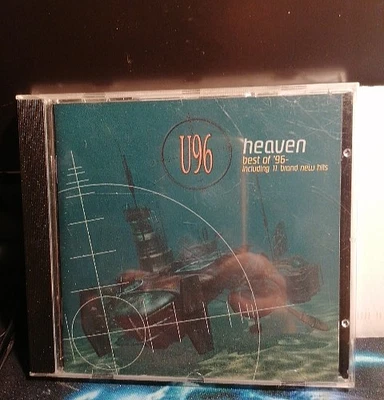 U96
heaven
best of '96-
including 11 brand new hits